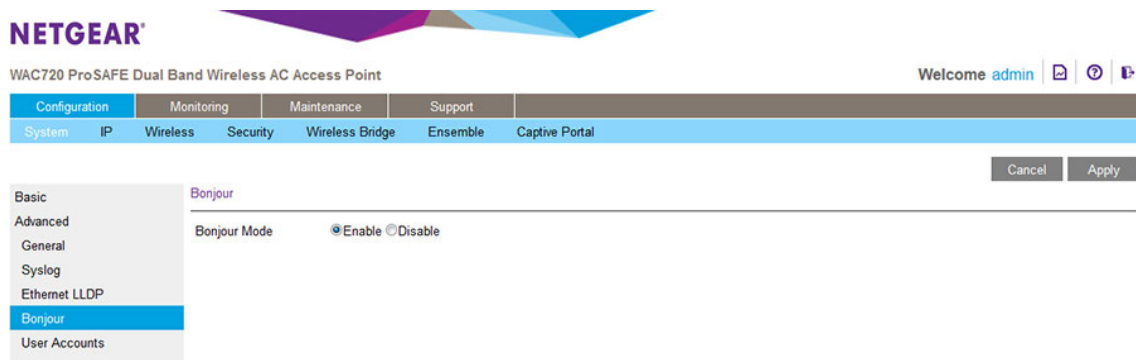 NETGEAR®
WAC720 ProSAFE Dual Band Wireless AC Access Point
Welcome admin
Configuration Monitoring Maintenance Support
System IP Wireless Security Wireless Bridge Ensemble Captive Portal
Cancel Apply
Basic
Advanced
General
Syslog
Ethernet LLDP
Bonjour
User Accounts
Bonjour
Bonjour Mode Enable Disable